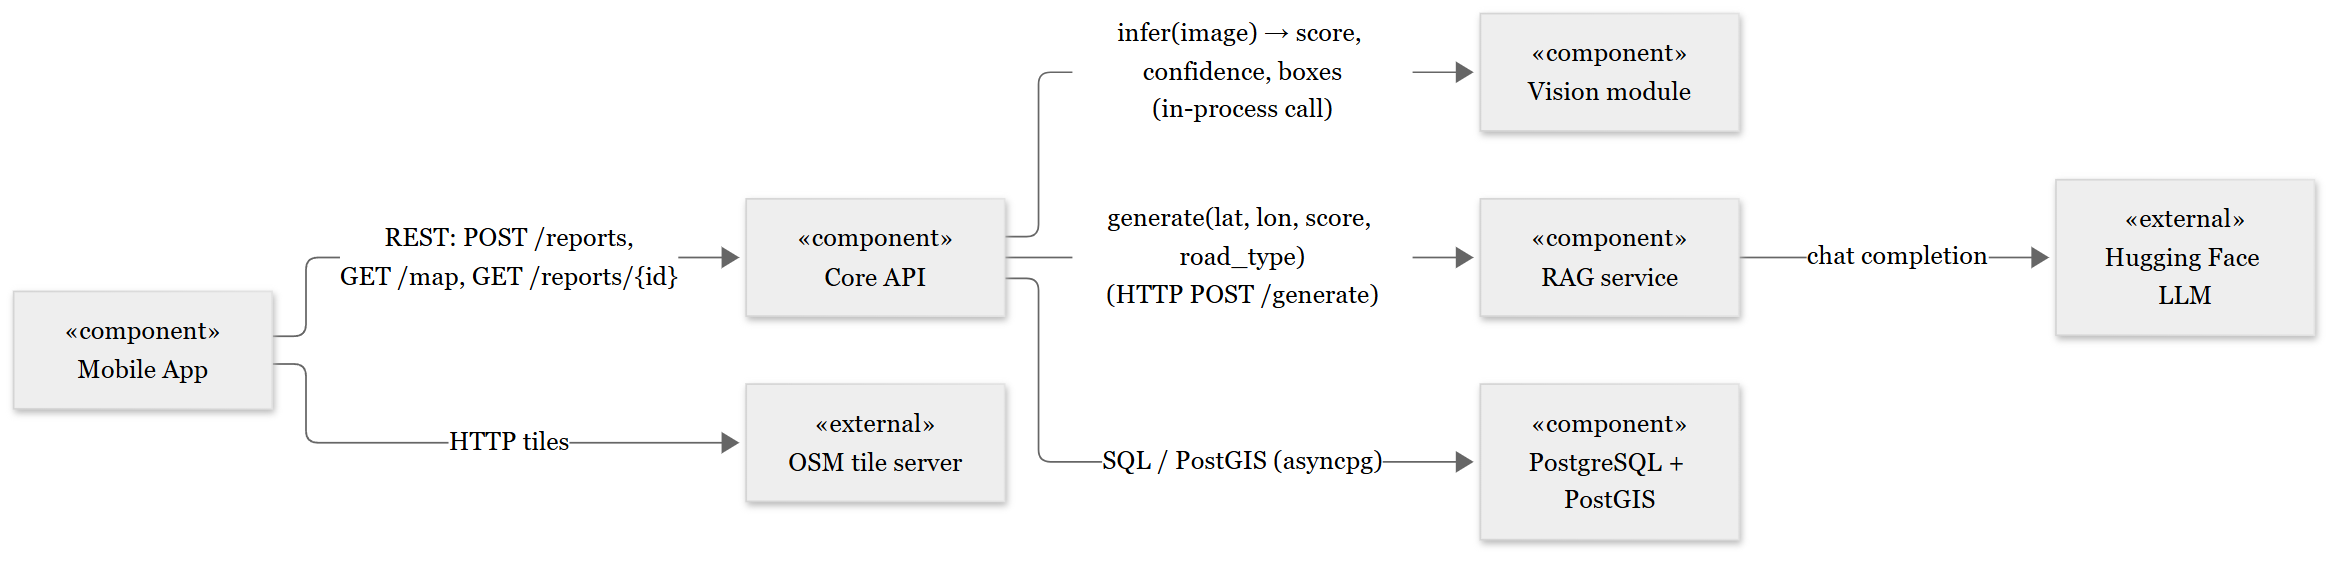 «component»
Mobile App
REST: POST /reports,
GET /map, GET /reports/{id}
HTTP tiles
«component»
Core API
«external»
OSM tile server
infer(image) → score,
confidence, boxes
(in-process call)
generate(lat, lon, score,
road_type)
(HTTP POST /generate)
SQL / PostGIS (asyncpg)
«component»
Vision module
«component»
RAG service
«component»
PostgreSQL +
PostGIS
chat completion
«external»
Hugging Face
LLM